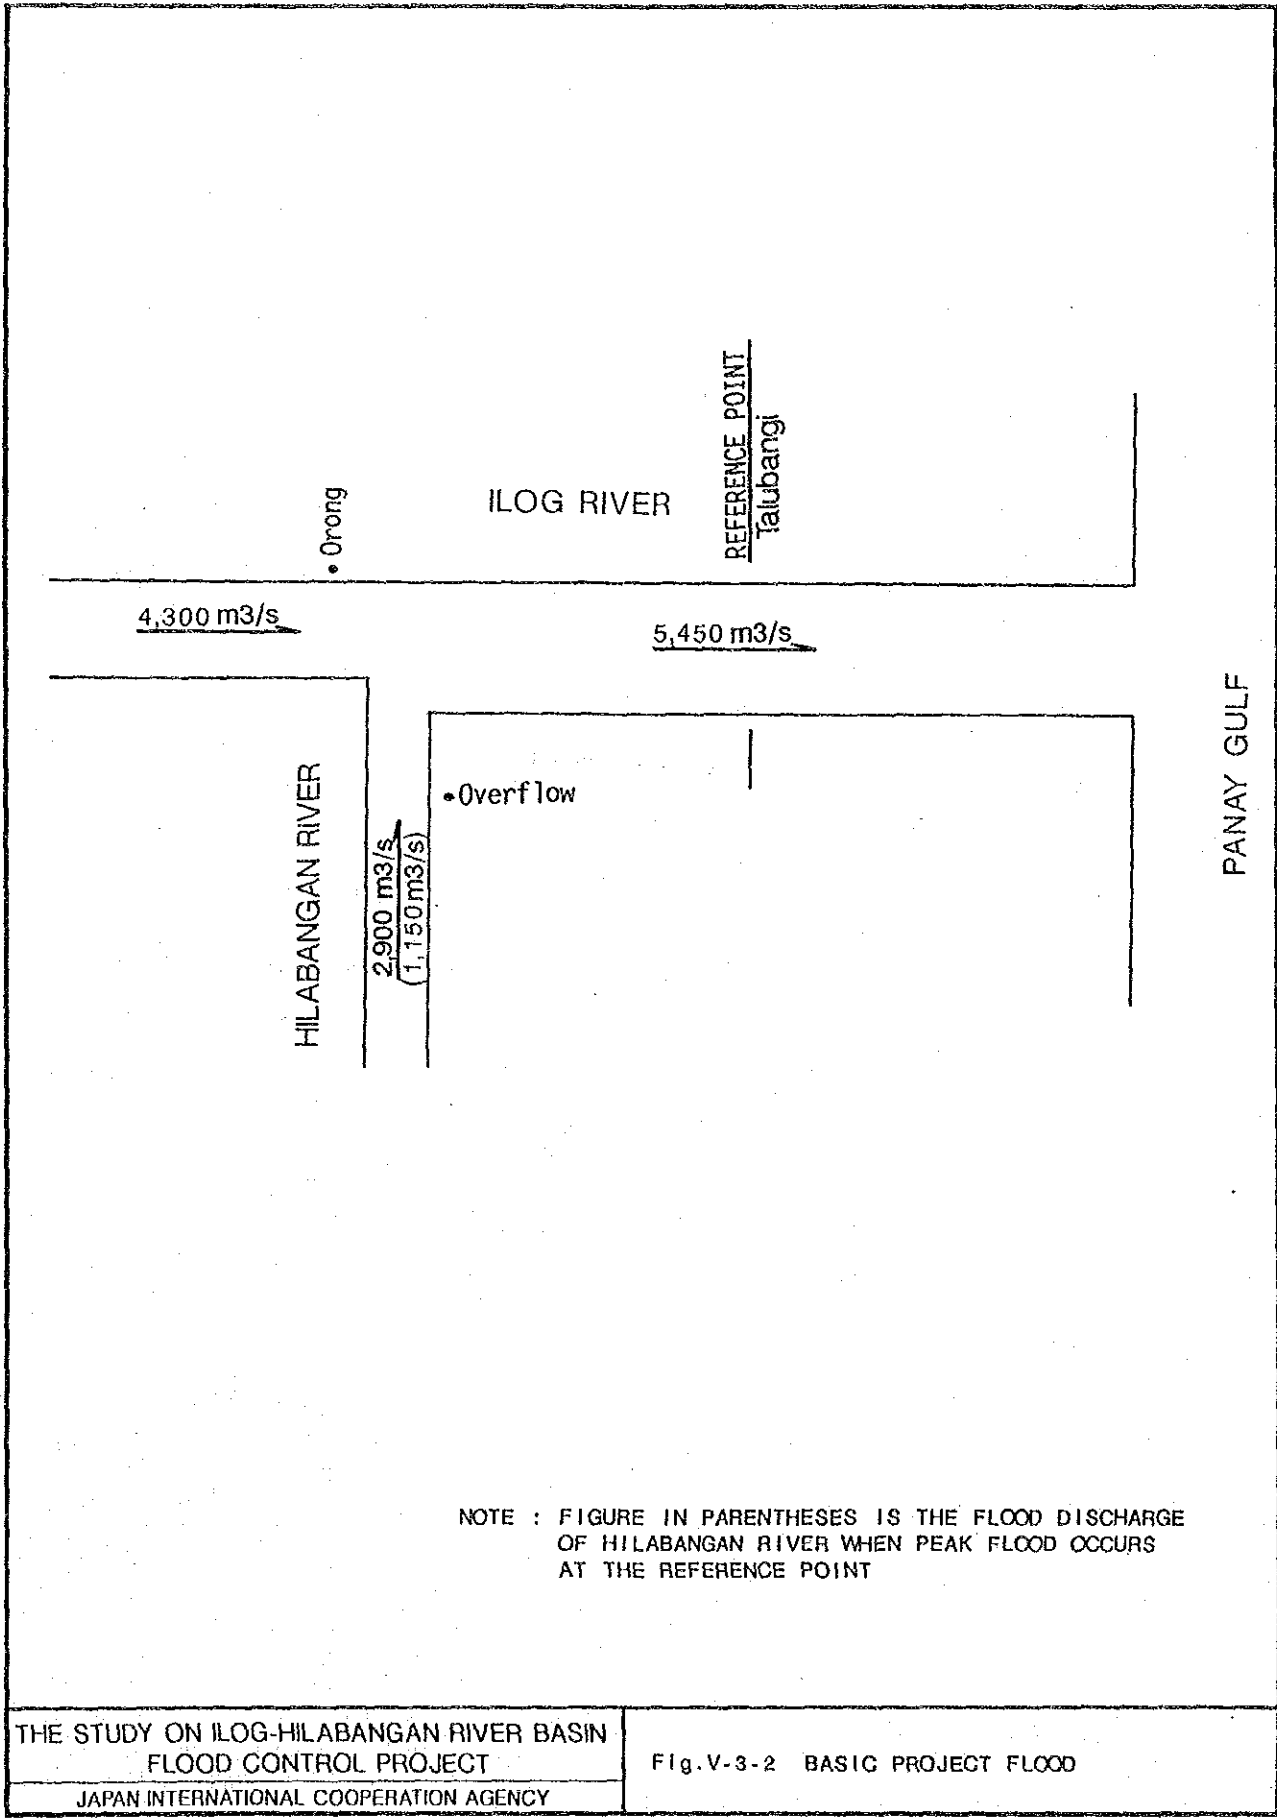 REFERENCE POINT
Talubangi
• Orong
ILOG RIVER
4,300 m3/s
5,450 m3/s
PANAY GULF
HILABANGAN RIVER
2,900 m3/s
(1,150m3/s)
•Overflow
NOTE : FIGURE IN PARENTHESES IS THE FLOOD DISCHARGE
OF HILABANGAN RIVER WHEN PEAK FLOOD OCCURS
AT THE REFERENCE POINT
THE STUDY ON ILOG-HILABANGAN RIVER BASIN
FLOOD CONTROL PROJECT
JAPAN INTERNATIONAL COOPERATION AGENCY
Fig.V-3-2 BASIC PROJECT FLOOD